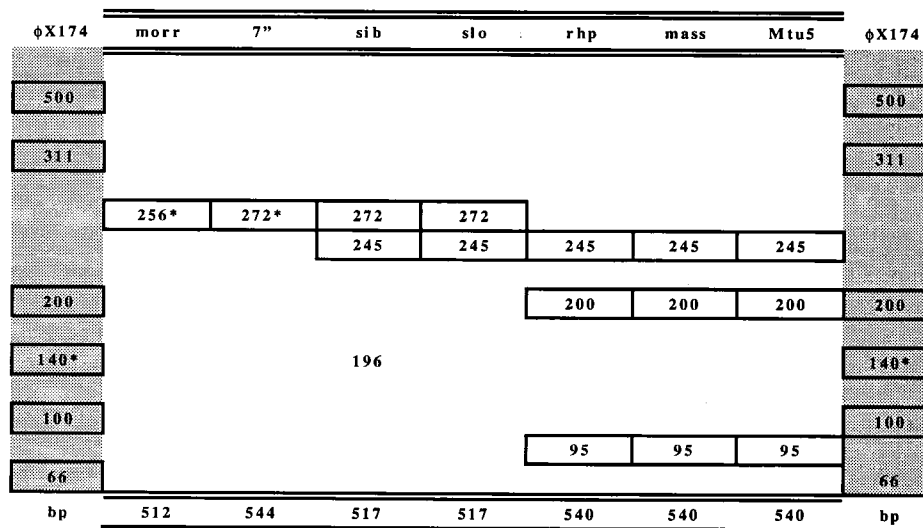 φX174 morr 7” sib slo rhp mass Mtu5 φX174
500 500
311 311
256* 272* 272 272
245 245 245 245 245
200 200 200 200 200
140* 196 140*
100 100
95 95 95
66 66
bp 512 544 517 517 540 540 540 bp